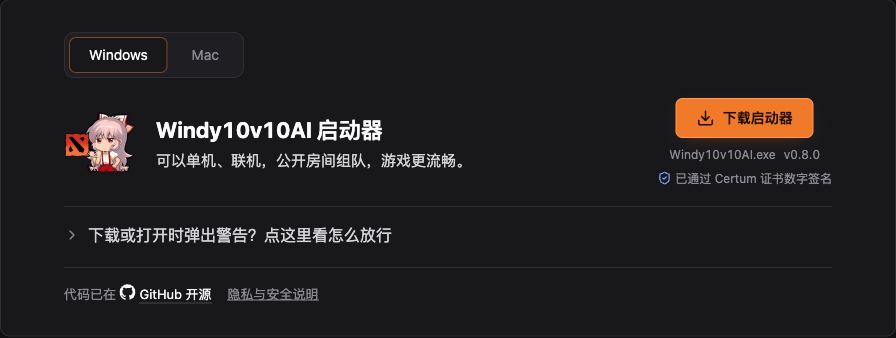 Windows
Mac
Windy10v10AI 启动器
可以单机、联机，公开房间组队，游戏更流畅。
下载启动器
Windy10v10AI.exe v0.8.0
已通过 Certum 证书数字签名
下载或打开时弹出警告？点这里看怎么放行
代码已在 GitHub 开源 隐私与安全说明